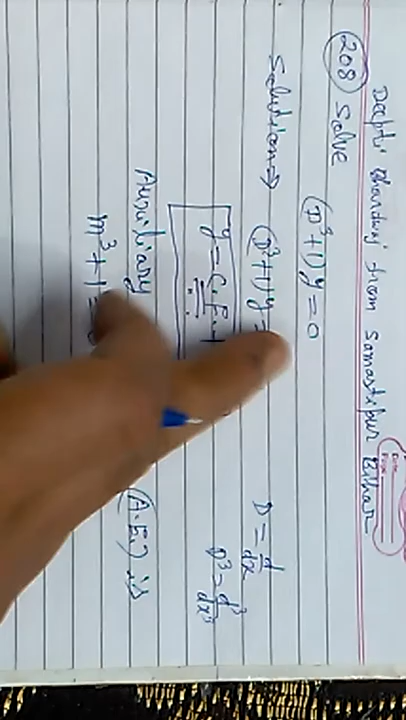 Deepti Bhardwaj from Samastipur Bihar
208 Solve
(D³+1)y=0
Solution⇒ (D³+1)y= D=d/dx
y=C.F.+ D³=d³/dx³
Auxiliary (A.E.) is
m³+1=0